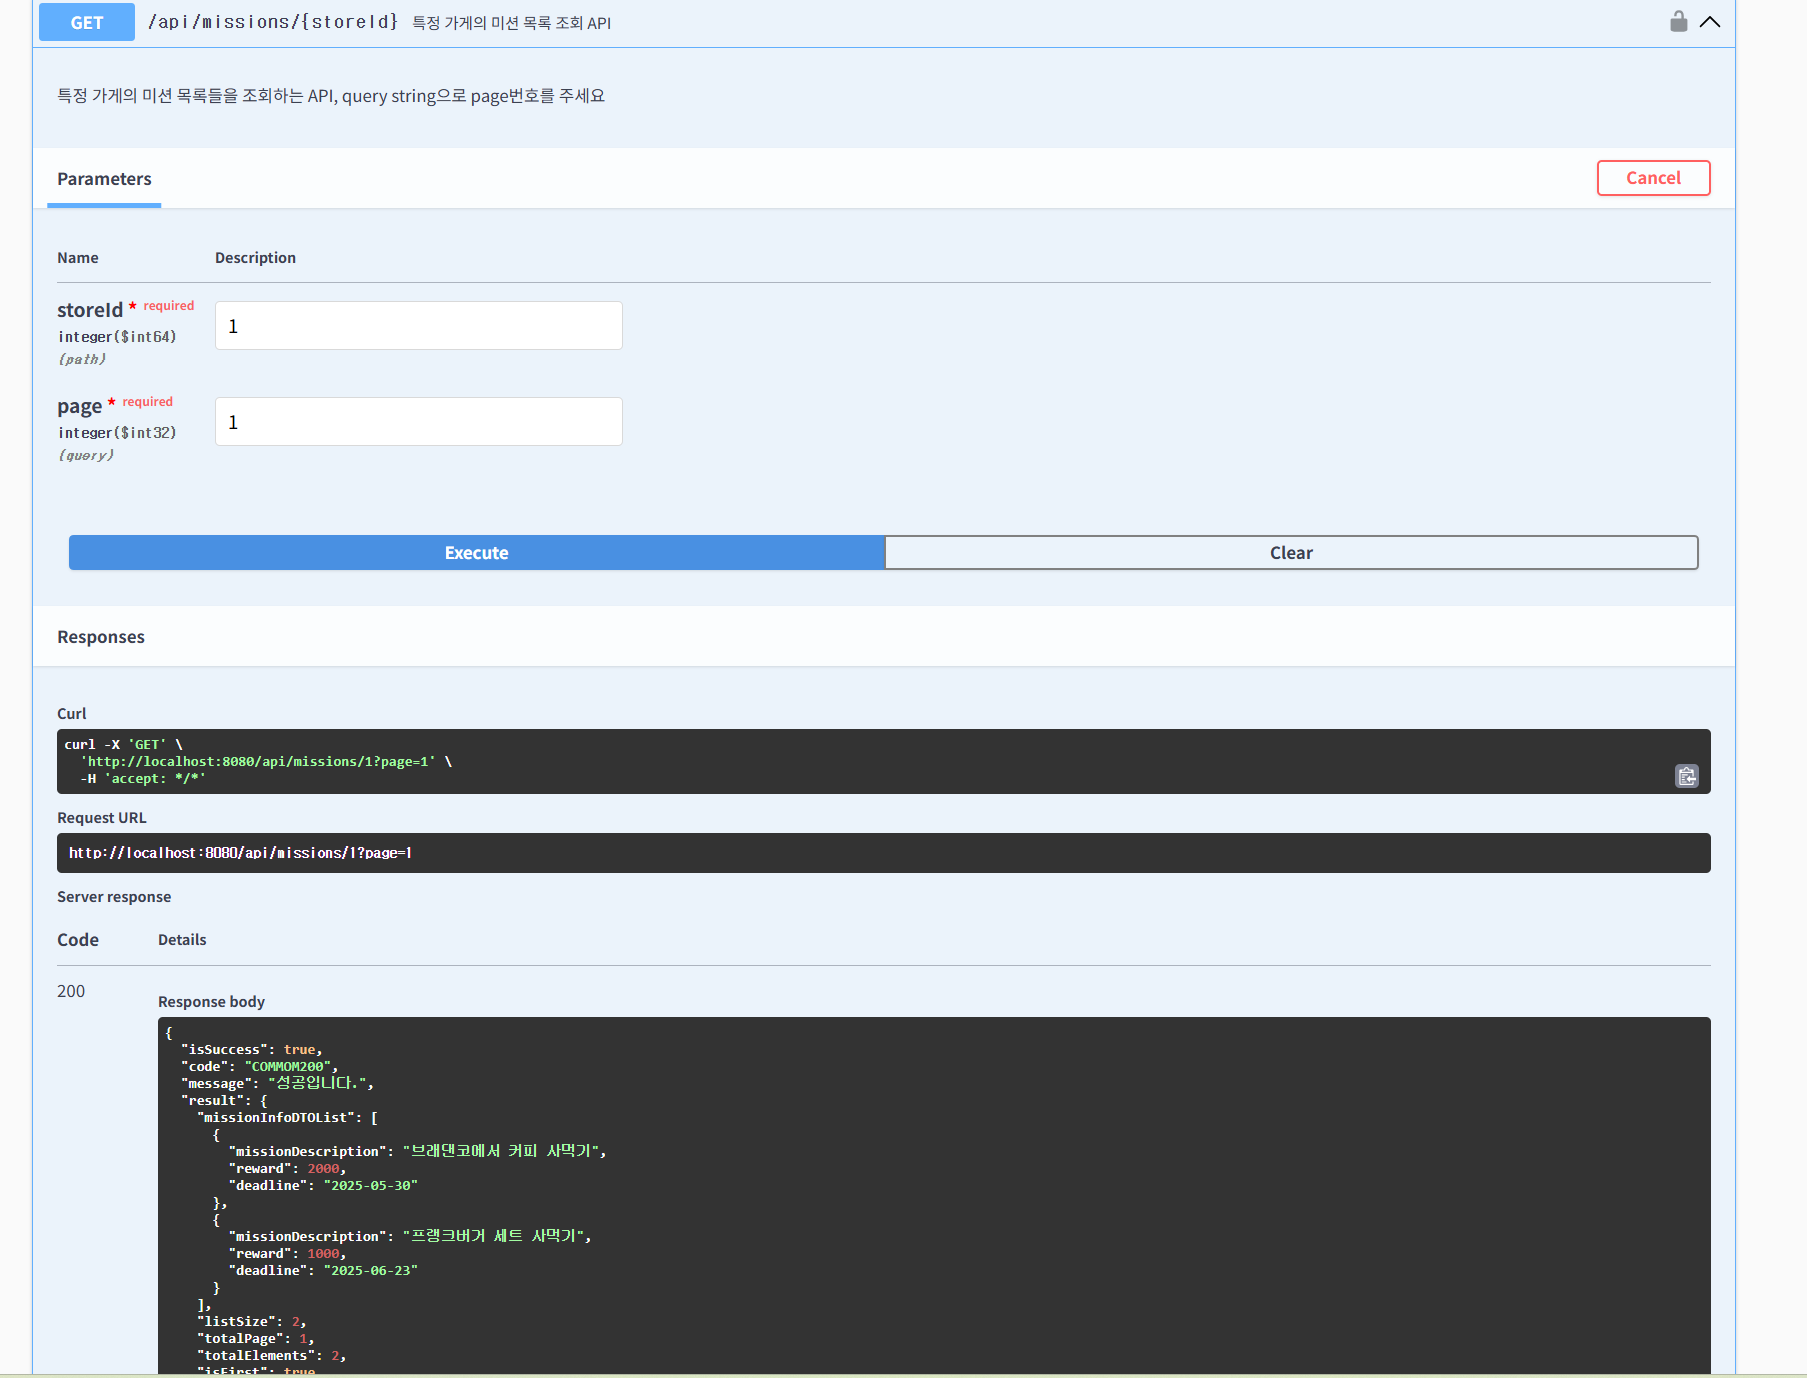 GET /api/missions/{storeId} 특정 가게의 미션 목록 조회 API
특정 가게의 미션 목록들을 조회하는 API, query string으로 page번호를 주세요
Parameters
Cancel
Name Description
storeId * required
integer($int64)
(path)
1
page * required
integer($int32)
(query)
1
Execute
Clear
Responses
Curl
curl -X 'GET' \
'http://localhost:8080/api/missions/1?page=1' \
-H 'accept: */*'
Request URL
http://localhost:8080/api/missions/1?page=1
Server response
Code Details
200
Response body
{
"isSuccess": true,
"code": "COMMOM200",
"message": "성공입니다.",
"result": {
"missionInfoDTOList": [
{
"missionDescription": "브래댄코에서 커피 사먹기",
"reward": 2000,
"deadline": "2025-05-30"
},
{
"missionDescription": "프랭크버거 세트 사먹기",
"reward": 1000,
"deadline": "2025-06-23"
}
],
"listSize": 2,
"totalPage": 1,
"totalElements": 2,
"isFirst": true